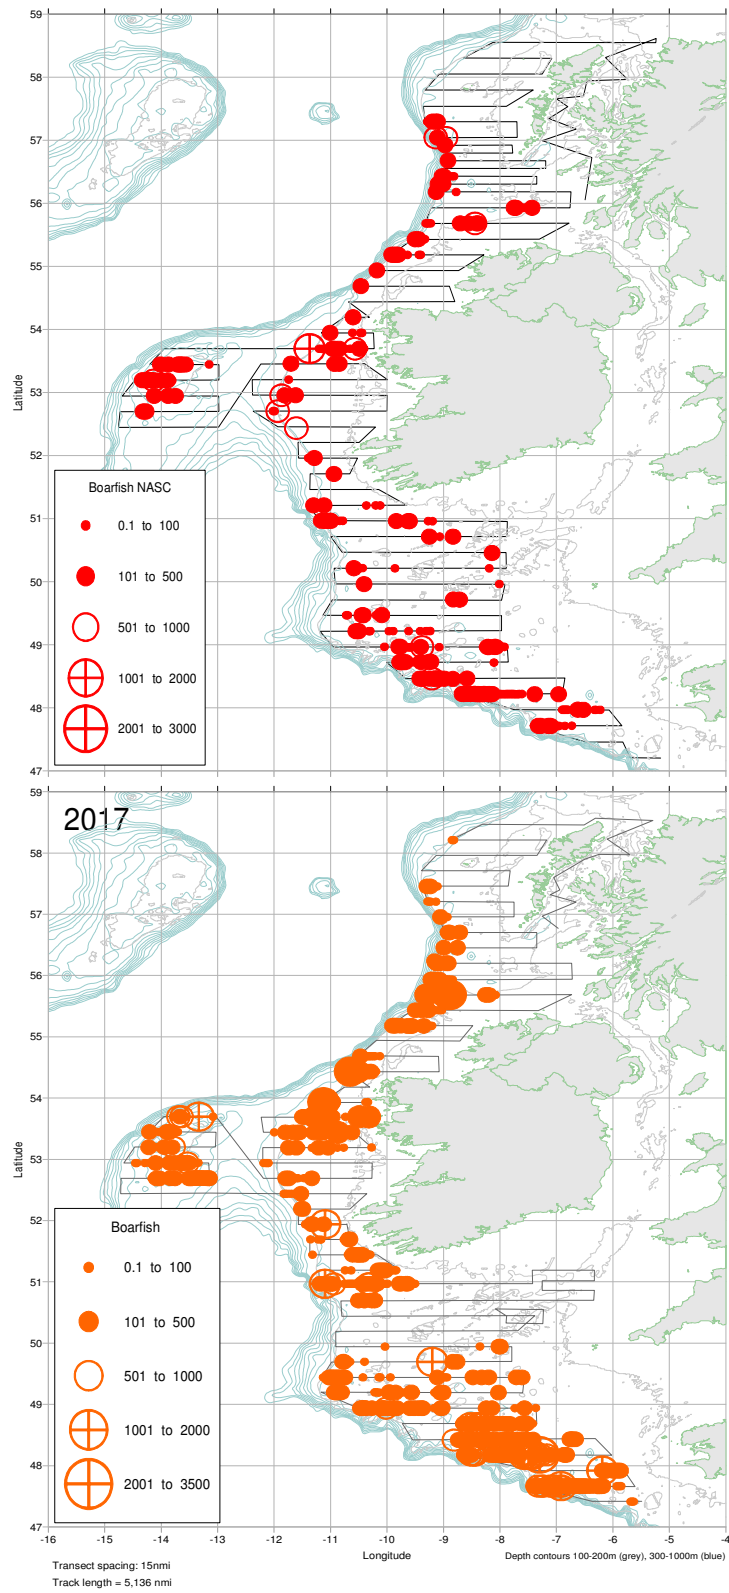 59
58
57
56
55
54
53
52
51
50
49
48
47
Latitude
Boarfish NASC
0.1 to 100
101 to 500
501 to 1000
1001 to 2000
2001 to 3000
2017
59
58
57
56
55
54
53
52
51
50
49
48
47
Latitude
Boarfish
0.1 to 100
101 to 500
501 to 1000
1001 to 2000
2001 to 3500
-16 -15 -14 -13 -12 -11 -10 -9 -8 -7 -6 -5 -4
Longitude
Depth contours 100-200m (grey), 300-1000m (blue)
Transect spacing: 15nmi
Track length = 5,136 nmi